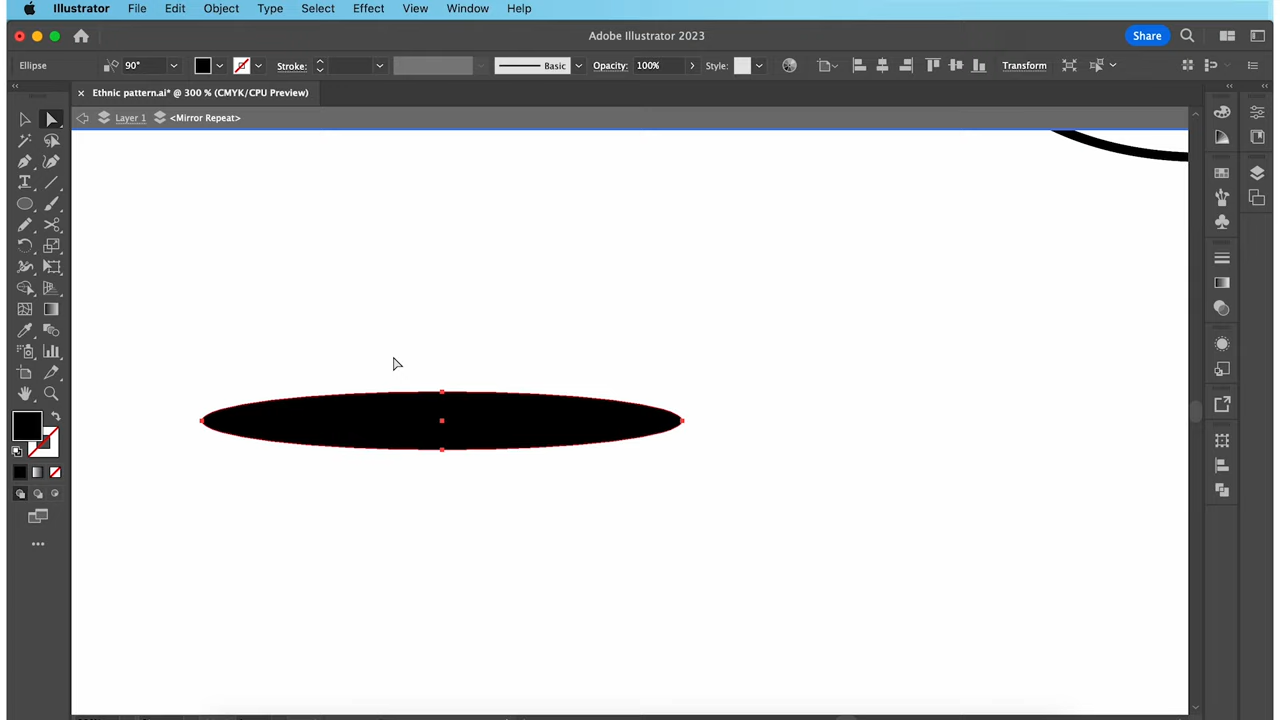 Illustrator File Edit Object Type Select Effect View Window Help
Adobe Illustrator 2023
Share
Ellipse 90° Stroke: Basic Opacity: 100% Style: Transform
× Ethnic pattern.ai* @ 300 % (CMYK/CPU Preview)
Layer 1 <Mirror Repeat>